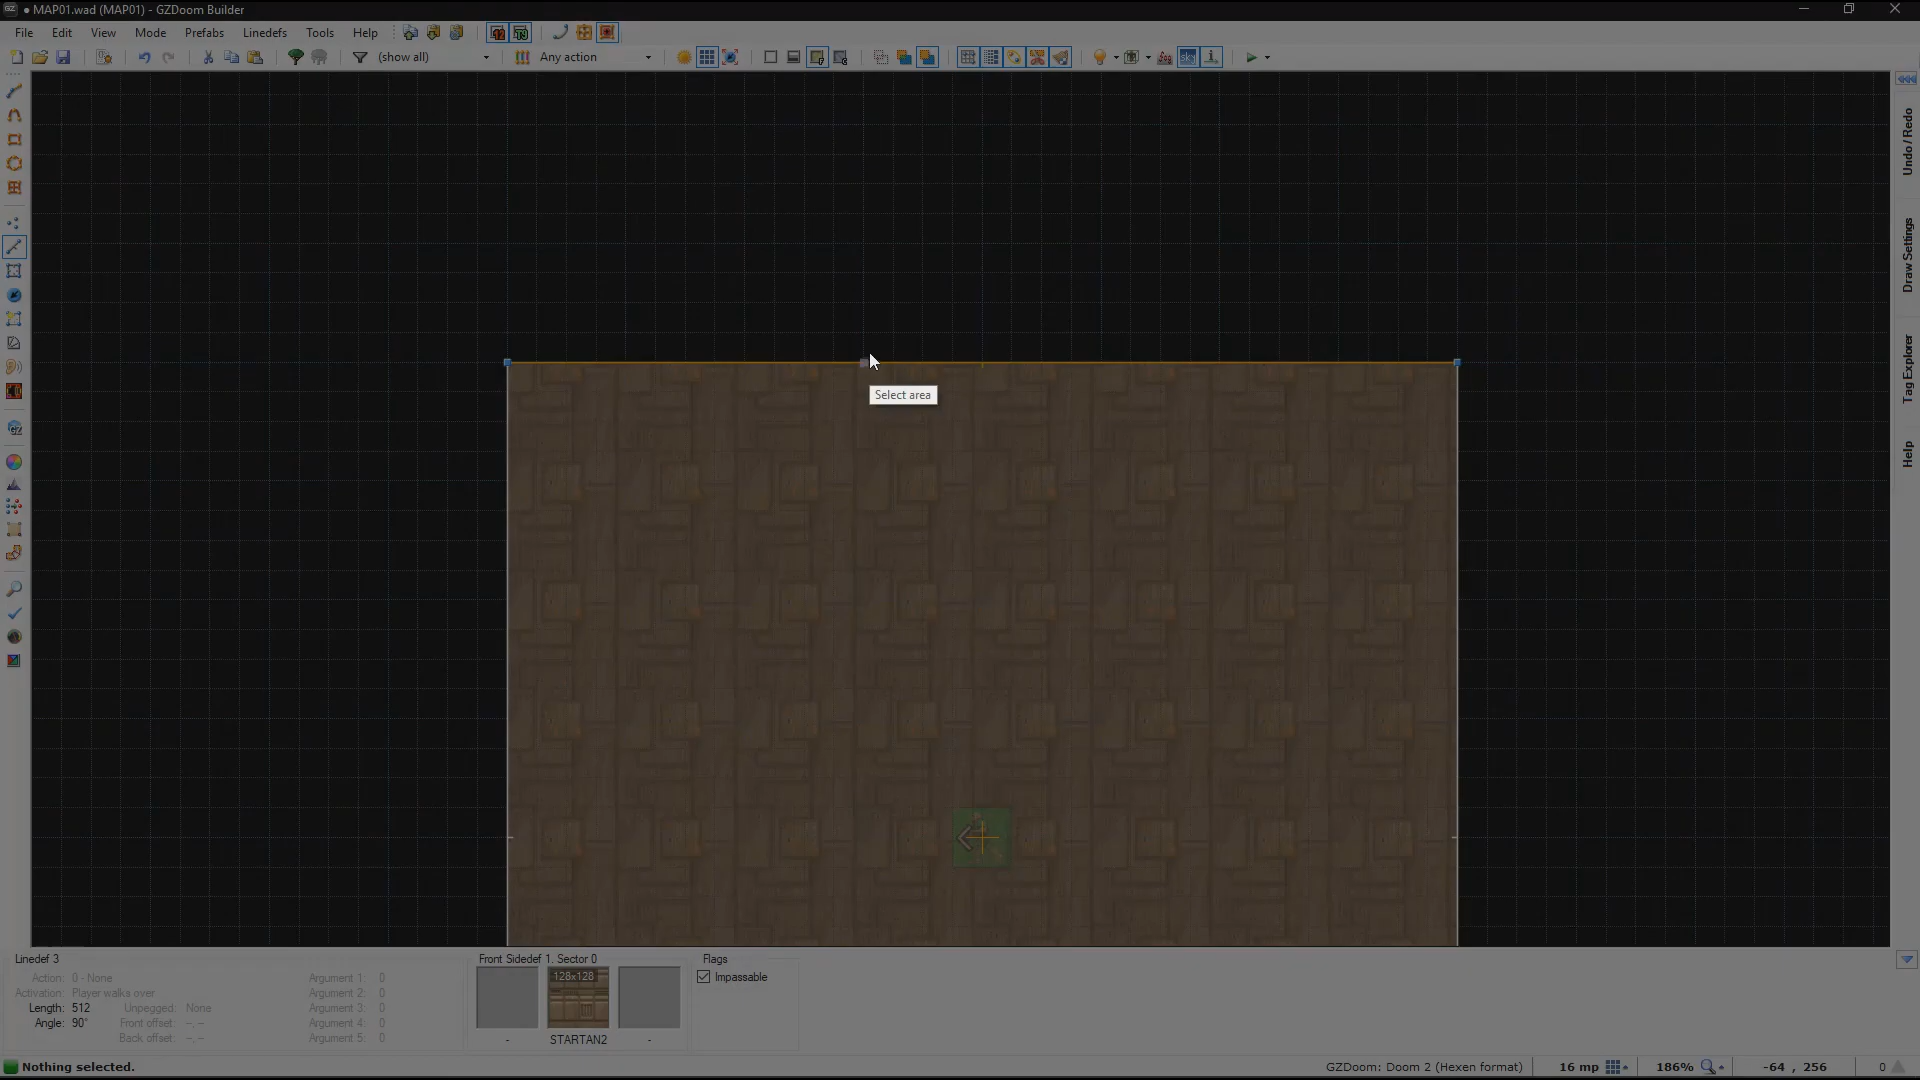 MAP01.wad (MAP01) - GZDoom Builder
File Edit View Mode Prefabs Linedefs Tools Help
(show all) Any action
Undo / Redo
Draw Settings
Tag Explorer
Help
Select area
Linedef 3
Action: 0 - None
Activation: Player walks over
Length: 512 Unpegged: None
Angle: 90° Front offset: --, --
Back offset: --, --
Argument 1: 0
Argument 2: 0
Argument 3: 0
Argument 4: 0
Argument 5: 0
Front Sidedef 1. Sector 0
128x128
- STARTAN2 -
Flags
Impassable
Nothing selected.
GZDoom: Doom 2 (Hexen format) 16 mp 186% -64 , 256 0